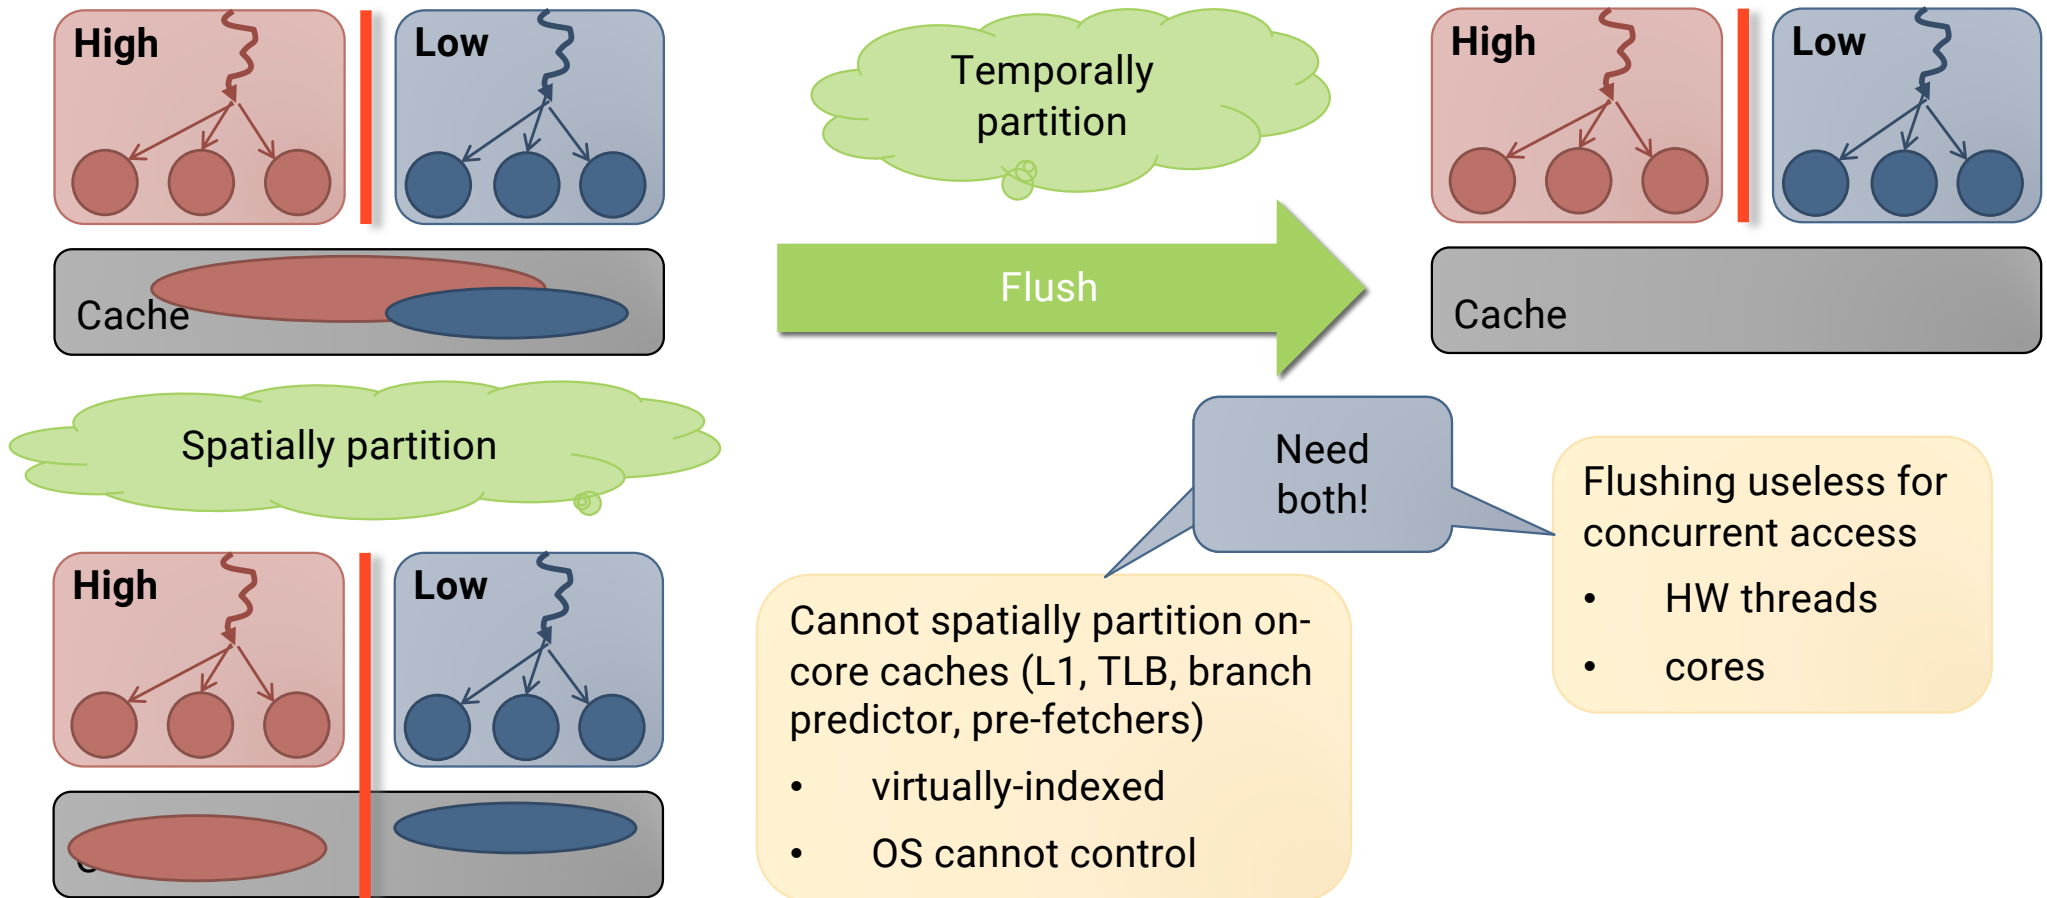 High
Low
Cache
Temporally
partition
Flush
High
Low
Cache
Spatially partition
High
Low
Need
both!
Cannot spatially partition on-
core caches (L1, TLB, branch
predictor, pre-fetchers)
• virtually-indexed
• OS cannot control
Flushing useless for
concurrent access
• HW threads
• cores